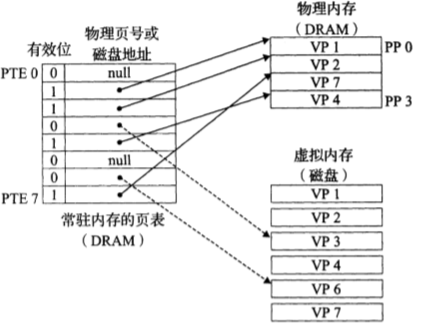 物理页号或
磁盘地址
有效位
PTE 0
0
null
1
1
0
1
0
null
0
PTE 7
1
常驻内存的页表
（DRAM）
物理内存
（DRAM）
VP 1
PP 0
VP 2
VP 7
VP 4
PP 3
虚拟内存
（磁盘）
VP 1
VP 2
VP 3
VP 4
VP 6
VP 7